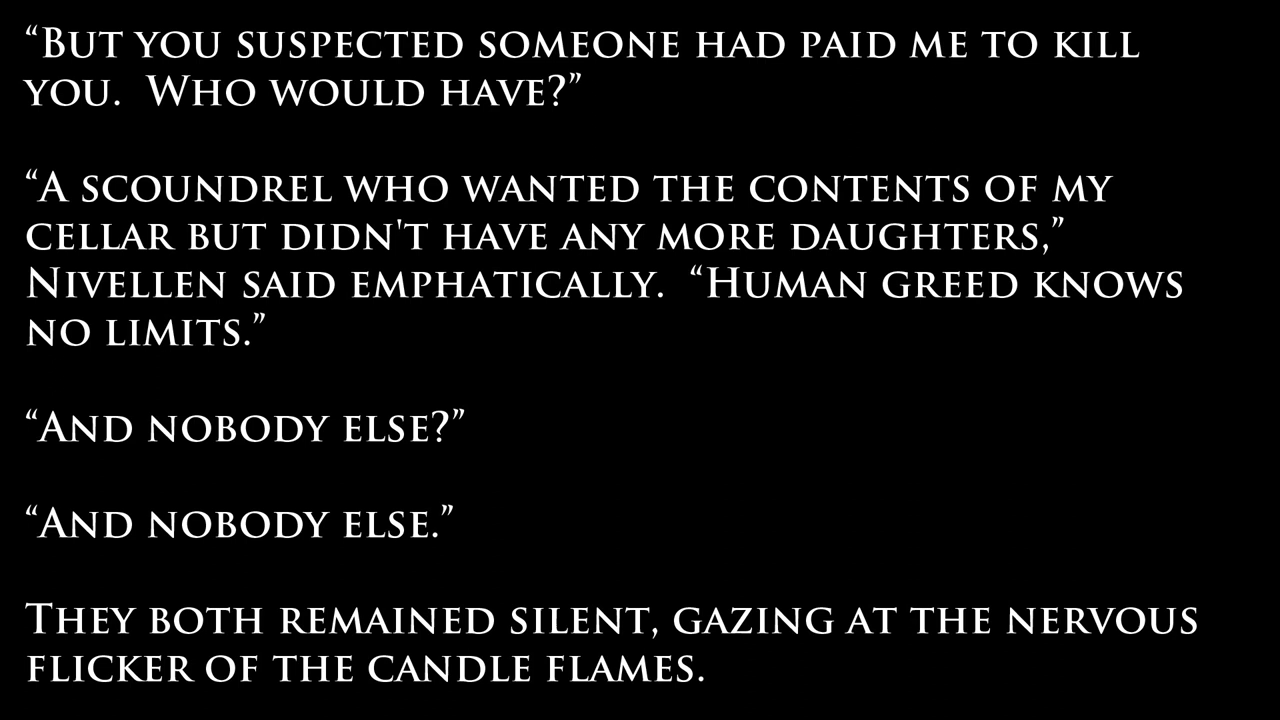 “But you suspected someone had paid me to kill
you.  Who would have?”
“A scoundrel who wanted the contents of my
cellar but didn't have any more daughters,”
Nivellen said emphatically.  “Human greed knows
no limits.”
“And nobody else?”
“And nobody else.”
They both remained silent, gazing at the nervous
flicker of the candle flames.